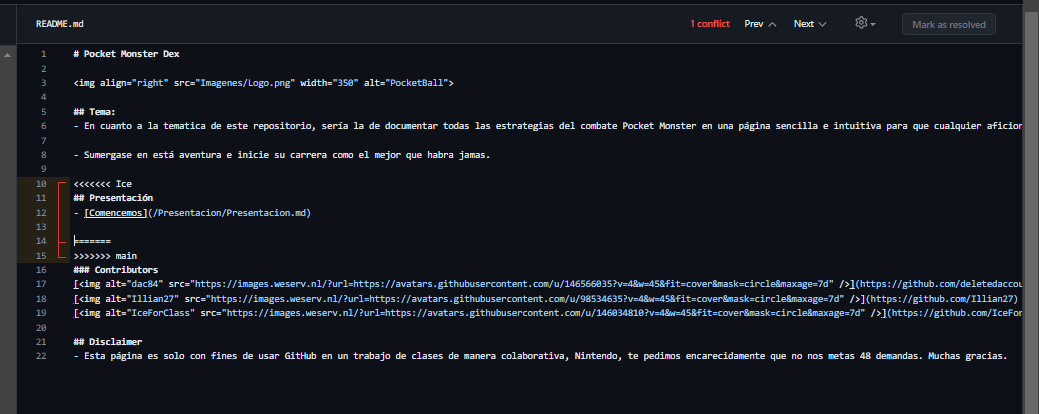 README.md
1 conflict Prev Next Mark as resolved
1 # Pocket Monster Dex
2
3 <img align="right" src="Imagenes/Logo.png" width="350" alt="PocketBall">
4
5 ## Tema:
6 - En cuanto a la tematica de este repositorio, sería la de documentar todas las estrategias del combate Pocket Monster en una página sencilla e intuitiva para que cualquier aficion
7
8 - Sumergase en está aventura e inicie su carrera como el mejor que habra jamas.
9
10 <<<<<<< Ice
11 ## Presentación
12 - [Comencemos](/Presentacion/Presentacion.md)
13
14 =======
15 >>>>>>> main
16 ### Contributors
17 [<img alt="dac84" src="https://images.weserv.nl/?url=https://avatars.githubusercontent.com/u/146566035?v=4&w=45&fit=cover&mask=circle&maxage=7d" />](https://github.com/deletedaccou
18 [<img alt="Illian27" src="https://images.weserv.nl/?url=https://avatars.githubusercontent.com/u/98534635?v=4&w=45&fit=cover&mask=circle&maxage=7d" />](https://github.com/Illian27)
19 [<img alt="IceForClass" src="https://images.weserv.nl/?url=https://avatars.githubusercontent.com/u/146034810?v=4&w=45&fit=cover&mask=circle&maxage=7d" />](https://github.com/IceFor
20
21 ## Disclaimer
22 - Esta página es solo con fines de usar GitHub en un trabajo de clases de manera colaborativa, Nintendo, te pedimos encarecidamente que no nos metas 48 demandas. Muchas gracias.